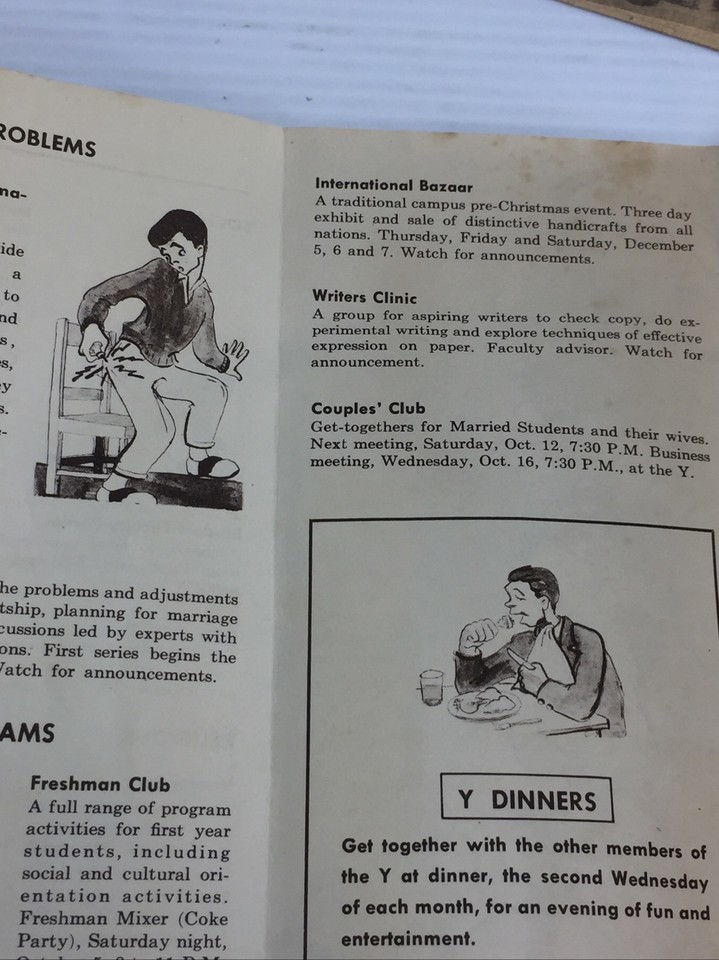 ROBLEMS
ide
a
to
he problems and adjustments
tship, planning for marriage
cussions led by experts with
ons. First series begins the
Watch for announcements.
AMS
Freshman Club
A full range of program
activities for first year
students, including
social and cultural ori-
entation activities.
Freshman Mixer (Coke
Party), Saturday night,
International Bazaar
A traditional campus pre-Christmas event. Three day
exhibit and sale of distinctive handicrafts from all
nations. Thursday, Friday and Saturday, December
5, 6 and 7. Watch for announcements.
Writers Clinic
A group for aspiring writers to check copy, do ex-
perimental writing and explore techniques of effective
expression on paper. Faculty advisor. Watch for
announcement.
Couples' Club
Get-togethers for Married Students and their wives.
Next meeting, Saturday, Oct. 12, 7:30 P.M. Business
meeting, Wednesday, Oct. 16, 7:30 P.M., at the Y.
Y DINNERS
Get together with the other members of
the Y at dinner, the second Wednesday
of each month, for an evening of fun and
entertainment.